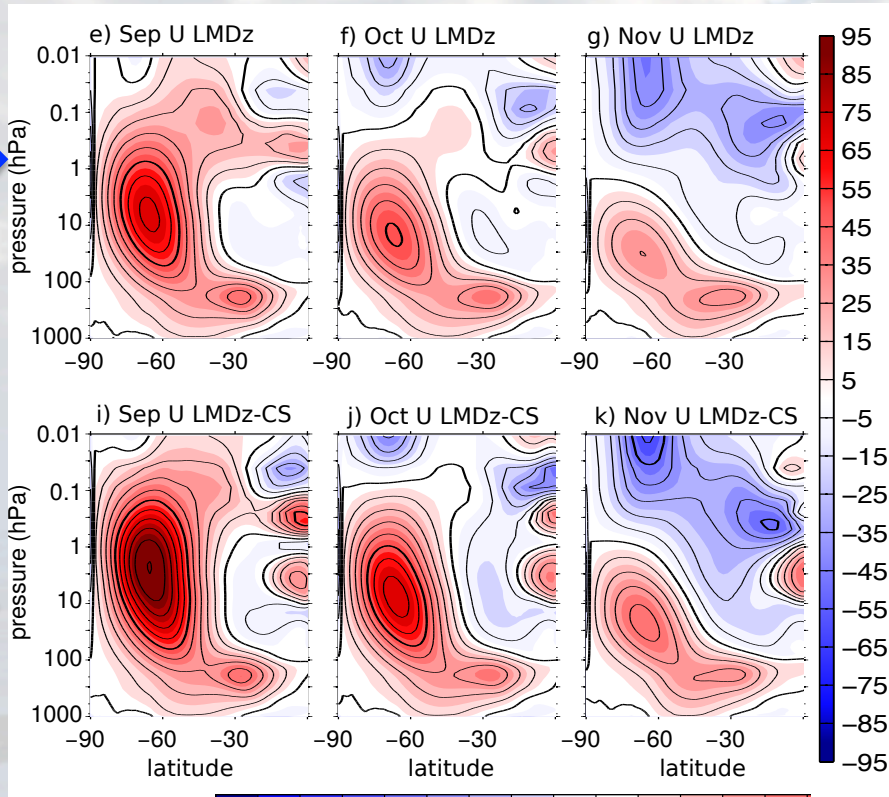 e) Sep U LMDz
f) Oct U LMDz
g) Nov U LMDz
pressure (hPa)
0.01
0.1
1
10
100
1000
−90 −60 −30
−90 −60 −30
−90 −60 −30
i) Sep U LMDz-CS
j) Oct U LMDz-CS
k) Nov U LMDz-CS
pressure (hPa)
0.01
0.1
1
10
100
1000
−90 −60 −30
−90 −60 −30
−90 −60 −30
latitude
latitude
latitude
95
85
75
65
55
45
35
25
15
5
−5
−15
−25
−35
−45
−55
−65
−75
−85
−95